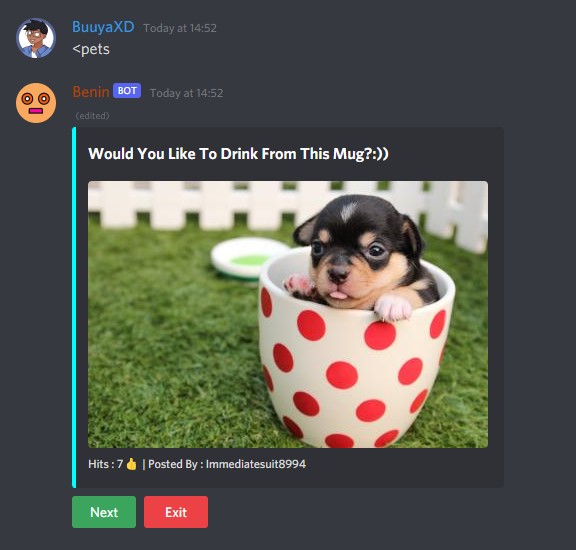 BuuyaXD Today at 14:52
<pets
Benin BOT Today at 14:52
(edited)
Would You Like To Drink From This Mug?:))
Hits : 7 👍 | Posted By : Immediatesuit8994
Next Exit